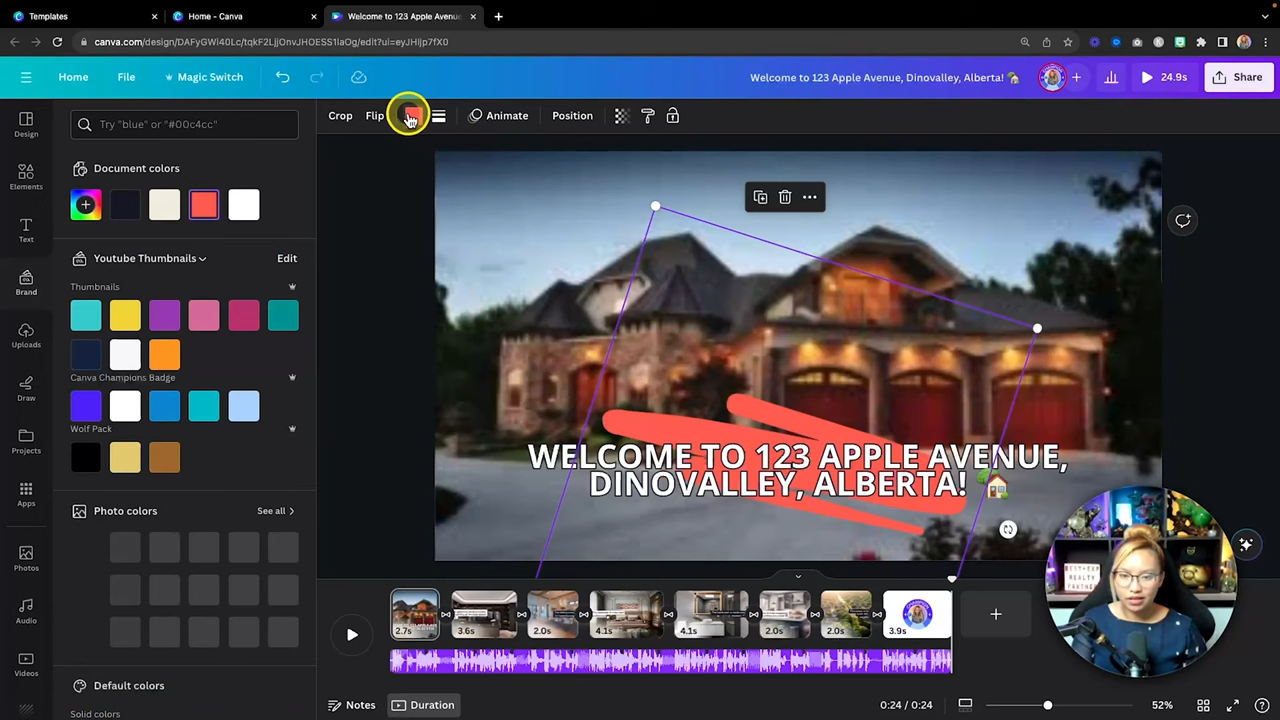 Templates
Home - Canva
Welcome to 123 Apple Avenue
canva.com/design/DAFyGWi40Lc/tqkF2LjjOnvJHOESS1laOg/edit?ui=eyJHIjp7fX0
Home
File
Magic Switch
Welcome to 123 Apple Avenue, Dinovalley, Alberta! 🏡
24.9s
Share
Design
Elements
Text
Brand
Uploads
Draw
Projects
Apps
Photos
Audio
Videos
Try "blue" or "#00c4cc"
Document colors
Youtube Thumbnails
Edit
Thumbnails
Canva Champions Badge
Wolf Pack
Photo colors
See all
Default colors
Solid colors
Crop
Flip
Animate
Position
WELCOME TO 123 APPLE AVENUE,
DINOVALLEY, ALBERTA! 🏡
2.7s
3.6s
2.0s
4.1s
4.1s
2.0s
2.0s
3.9s
BEST•EXP
REALTY
PARTNER
Notes
Duration
0:24 / 0:24
52%